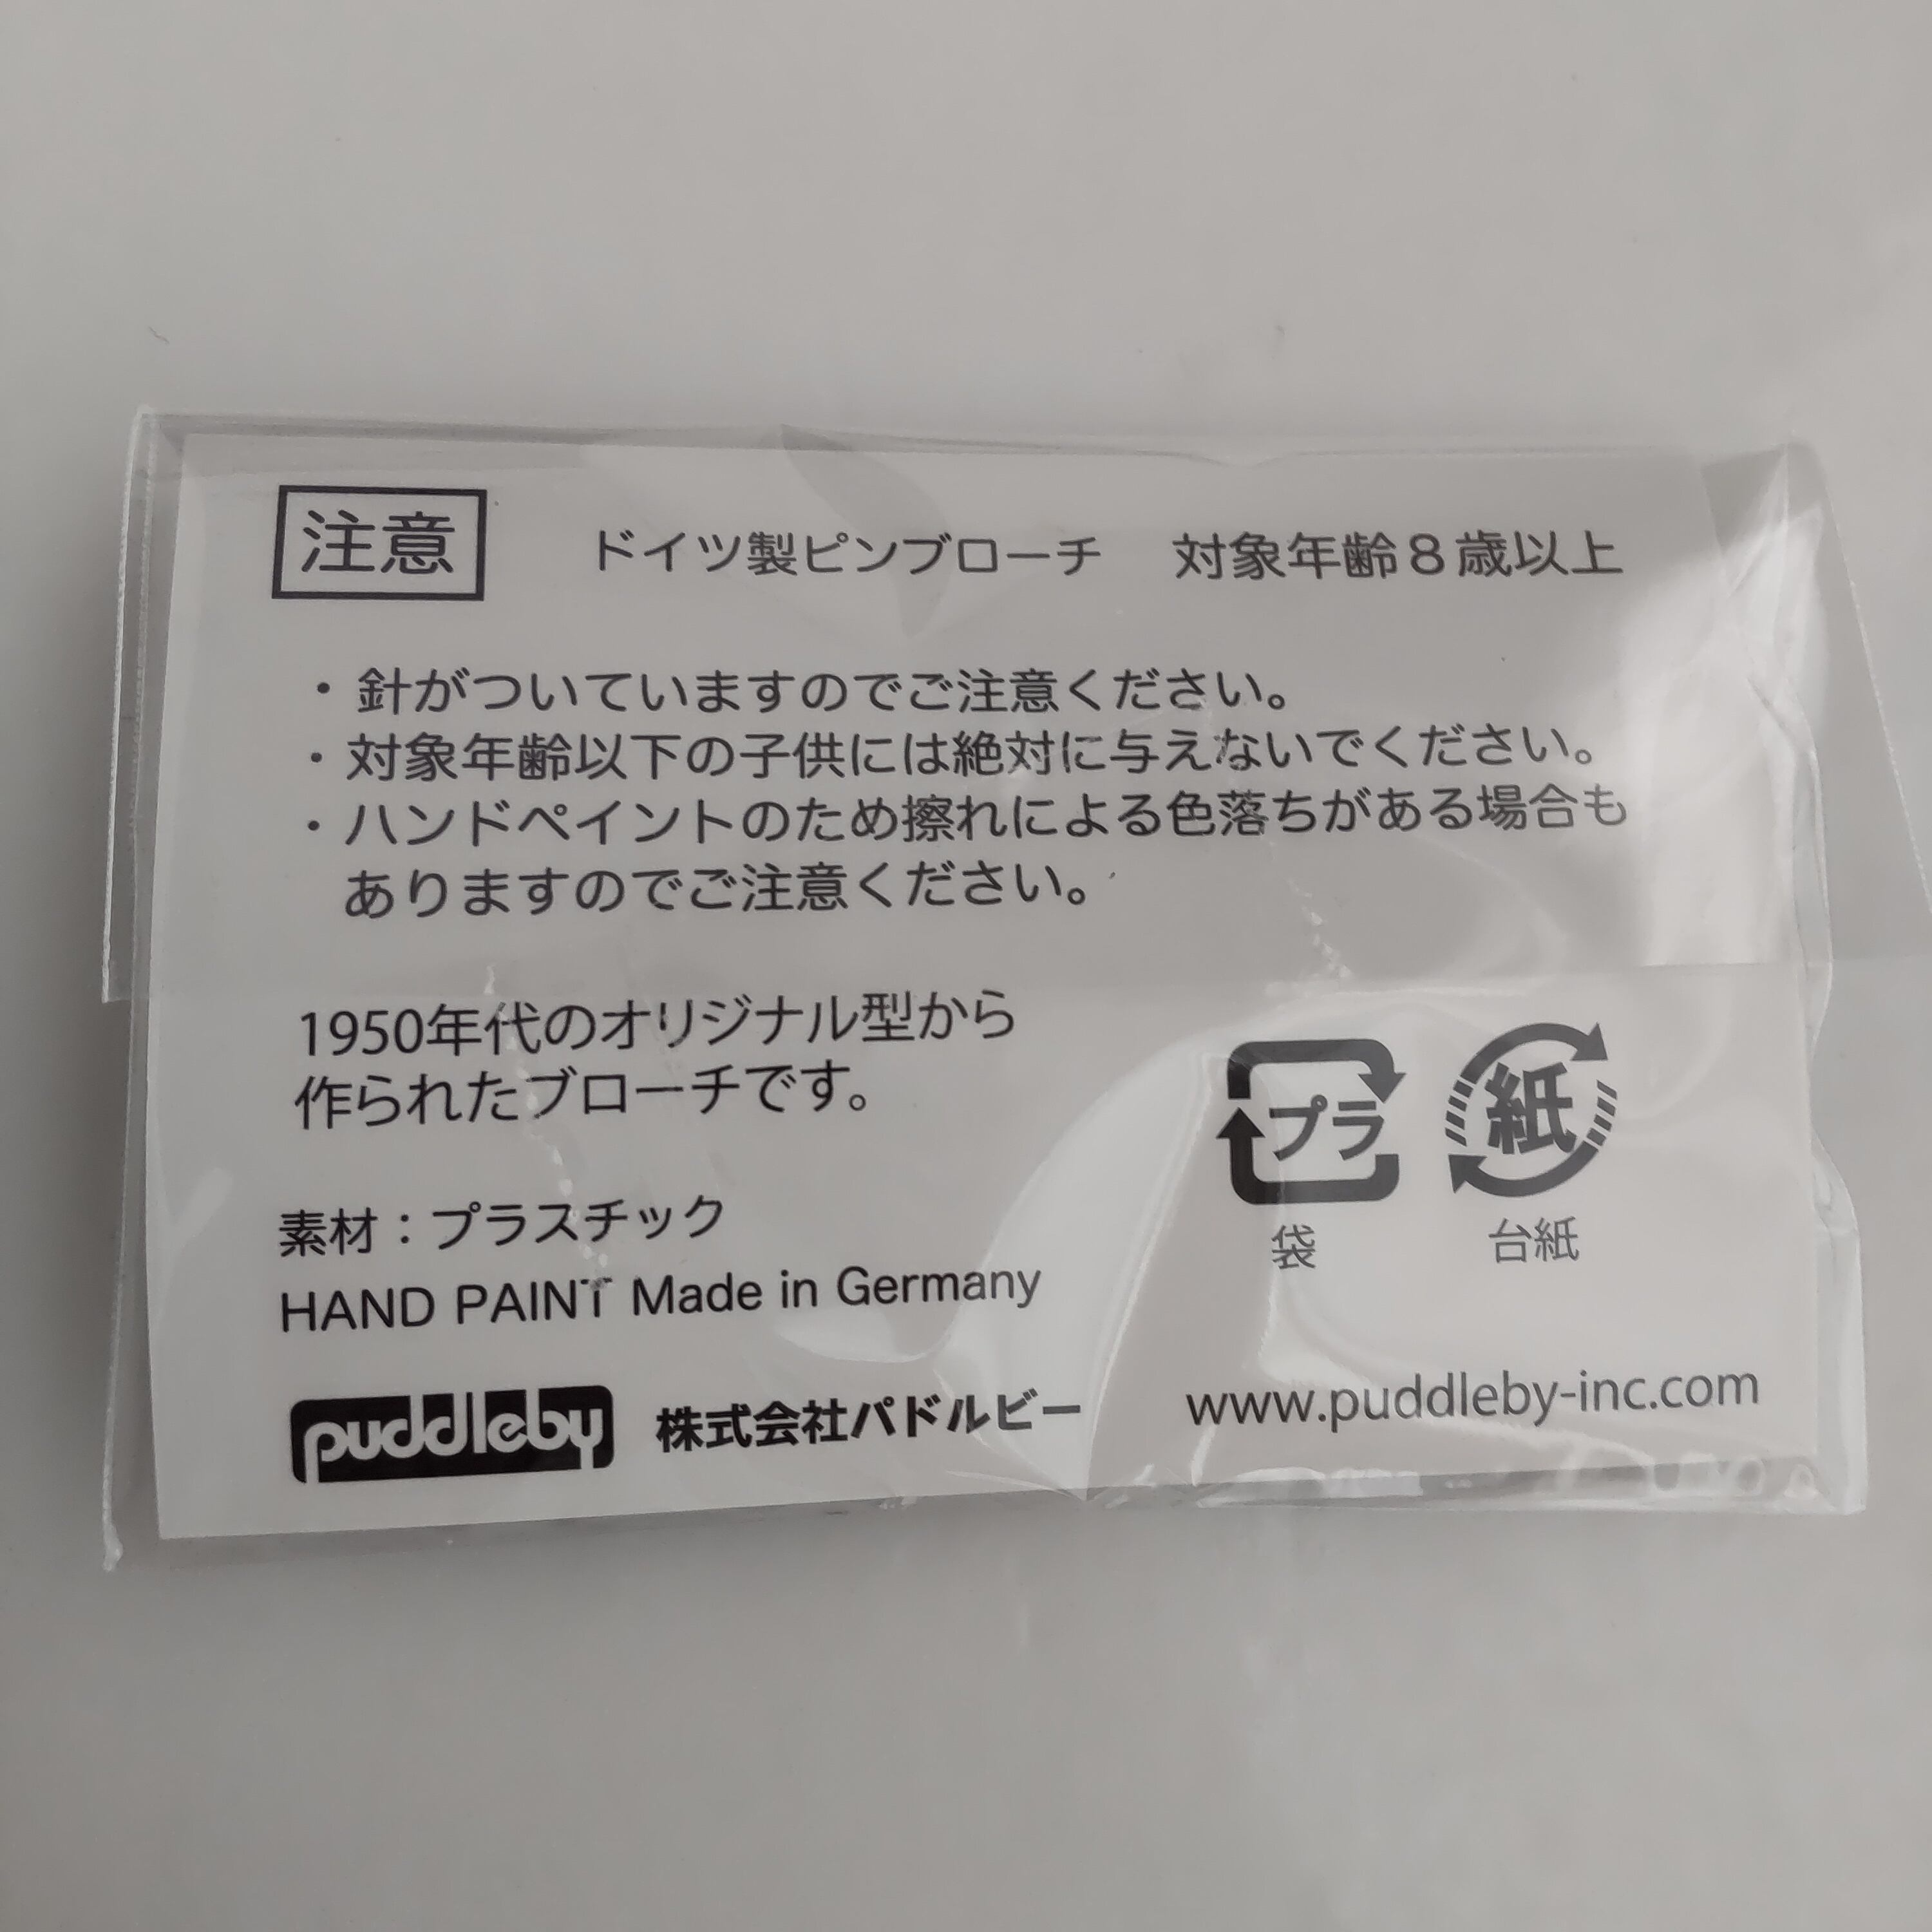 注意 ドイツ製ピンブローチ 対象年齢8歳以上
・針がついていますのでご注意ください。
・対象年齢以下の子供には絶対に与えないでください。
・ハンドペイントのため擦れによる色落ちがある場合も
ありますのでご注意ください。
1950年代のオリジナル型から
作られたブローチです。
プラ 紙
袋 台紙
素材：プラスチック
HAND PAINT Made in Germany
puddleby 株式会社パドルビー www.puddleby-inc.com